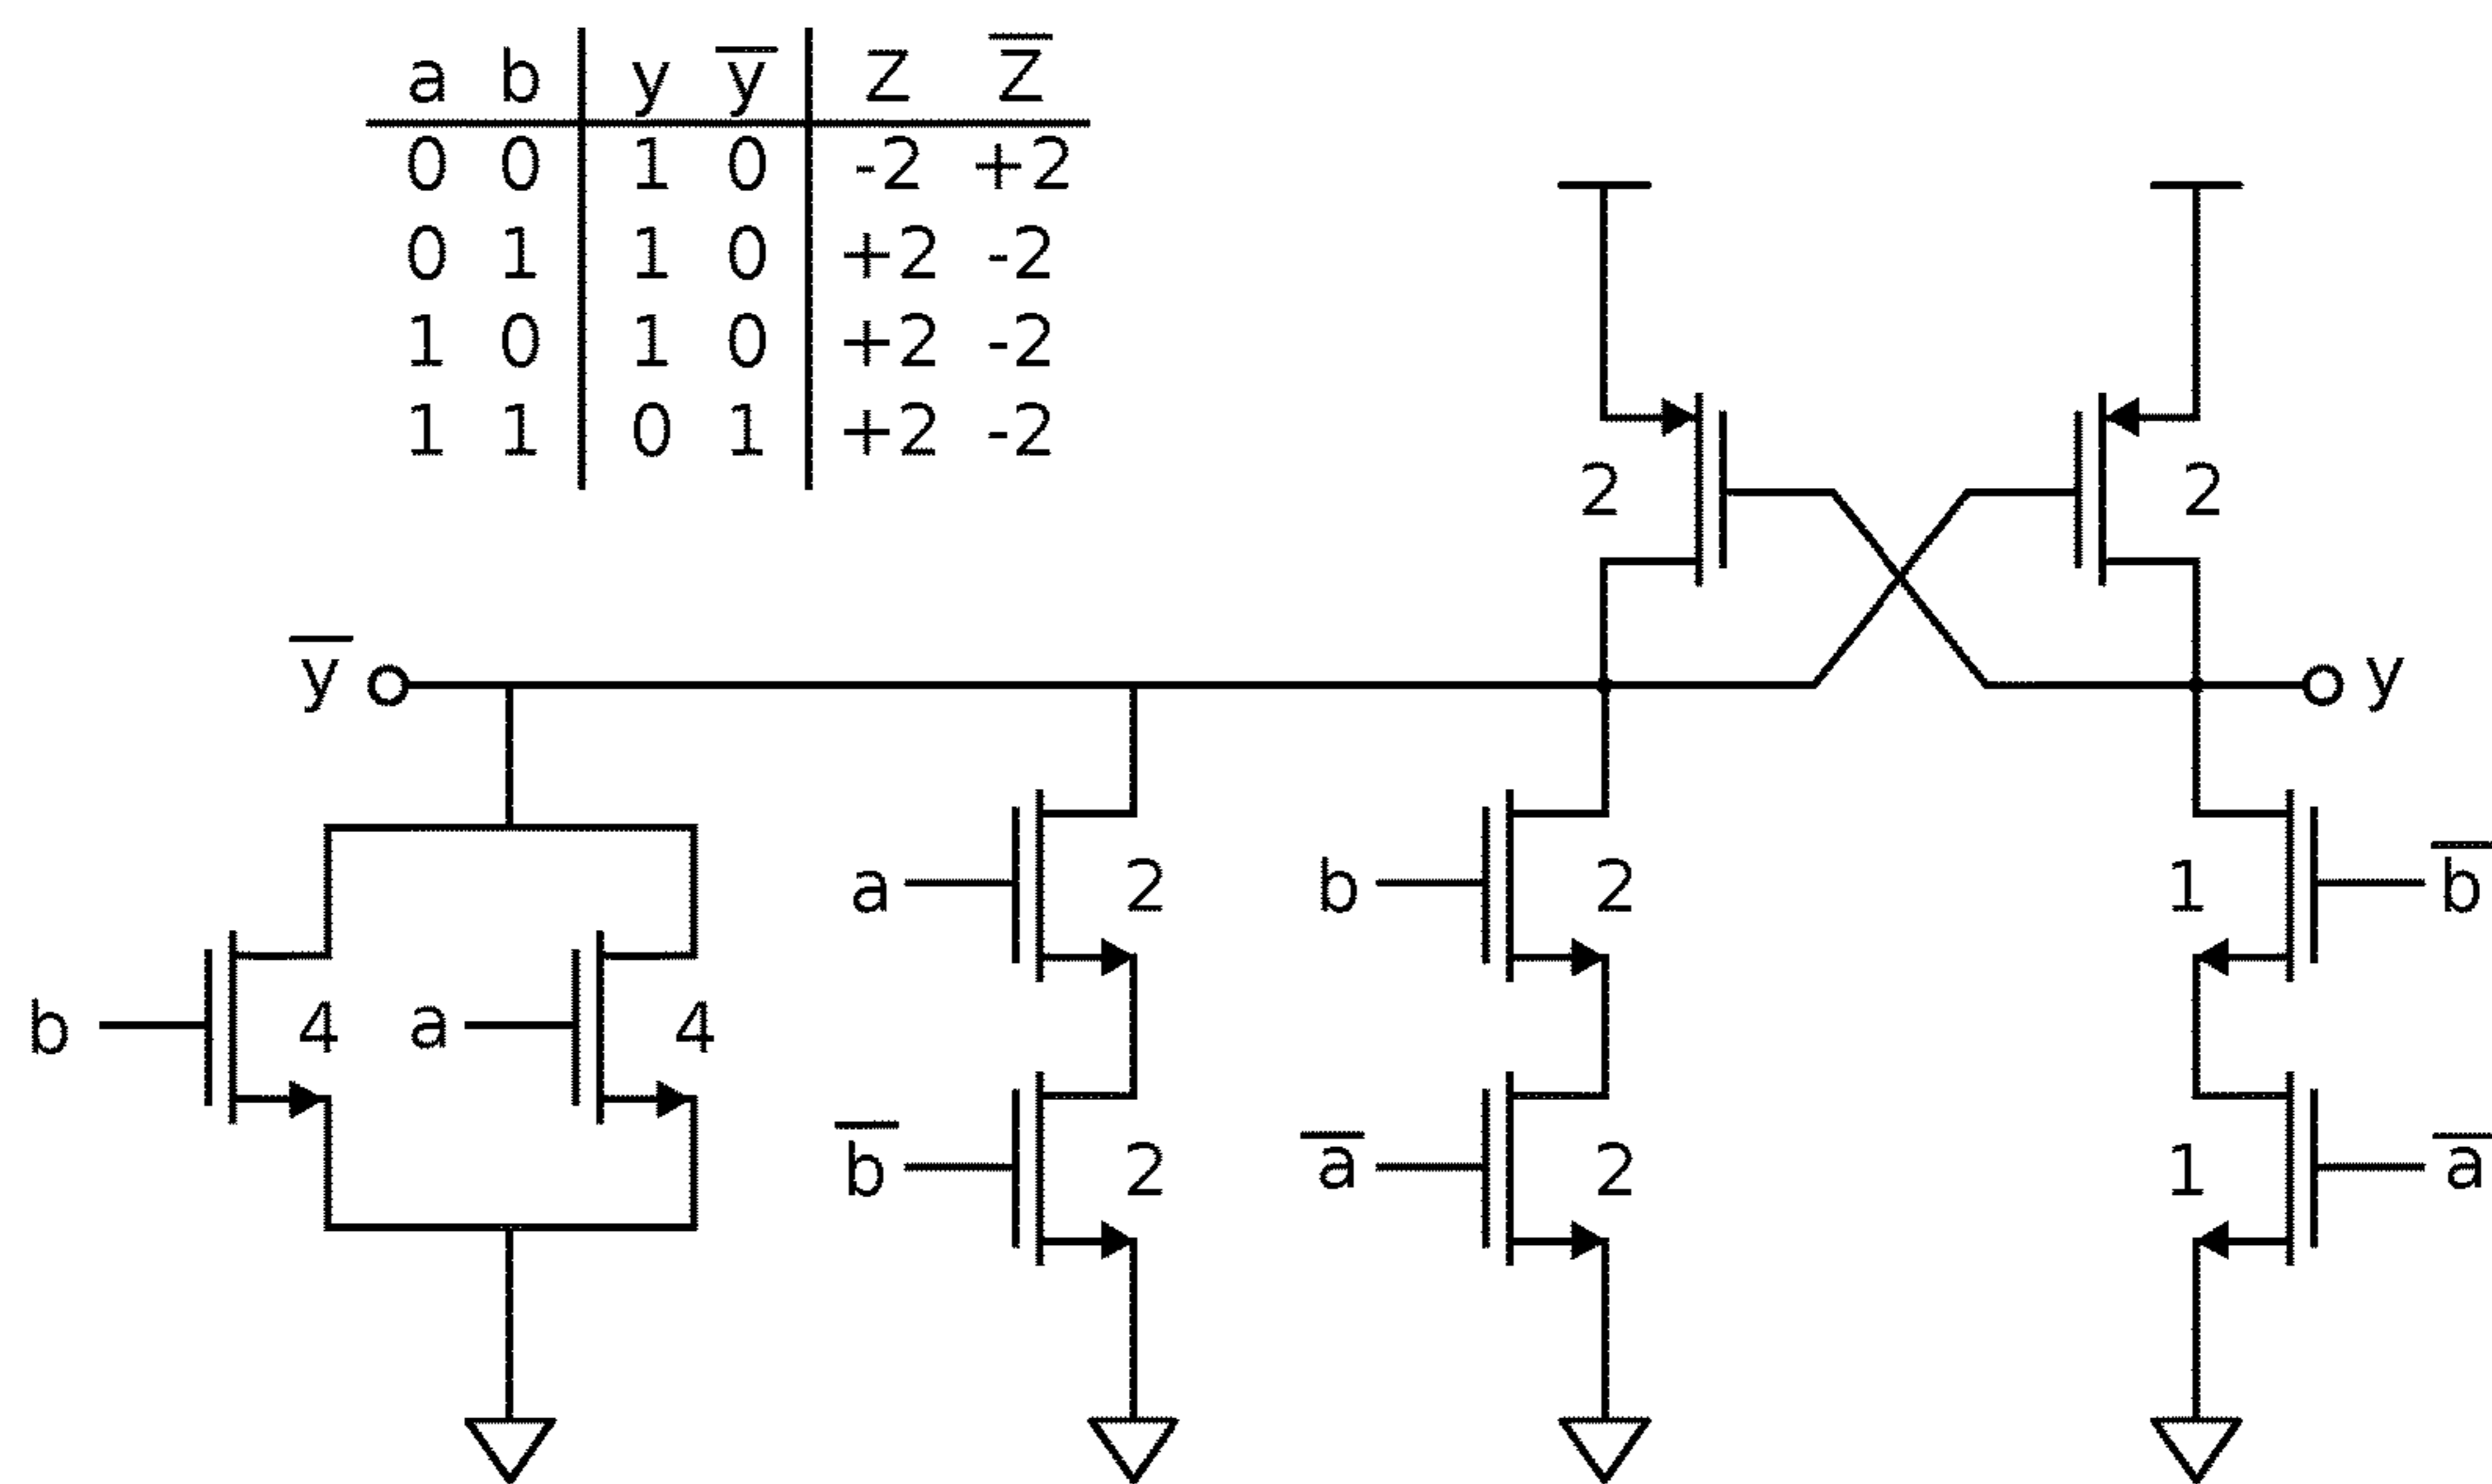 a b y y̅ Z Z̅
0 0 1 0 -2 +2
0 1 1 0 +2 -2
1 0 1 0 +2 -2
1 1 0 1 +2 -2
2 2
y̅ y
a 2 b 2 1 b̅
b 4 a 4
b̅ 2 a̅ 2 1 a̅